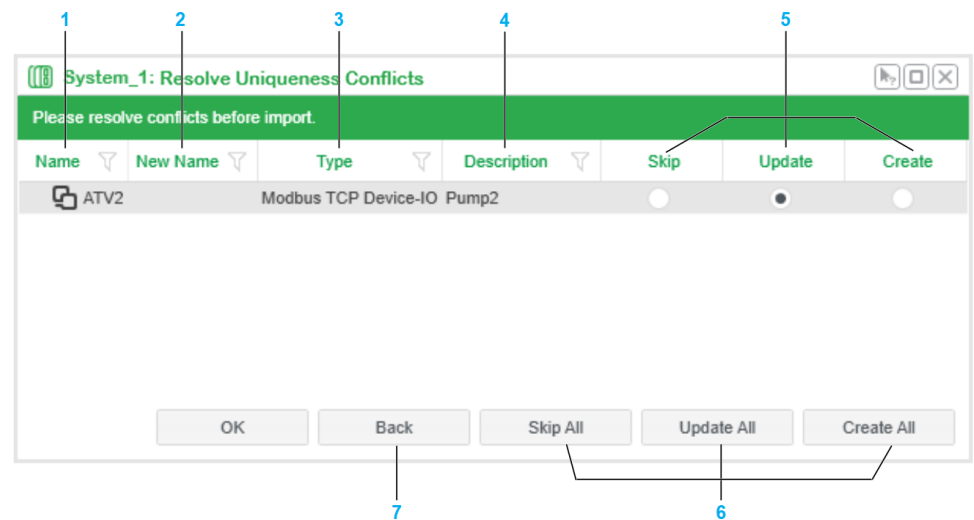 1 2 3 4 5
System_1: Resolve Uniqueness Conflicts
Please resolve conflicts before import.
Name New Name Type Description Skip Update Create
ATV2 Modbus TCP Device-IO Pump2
OK Back Skip All Update All Create All
7 6